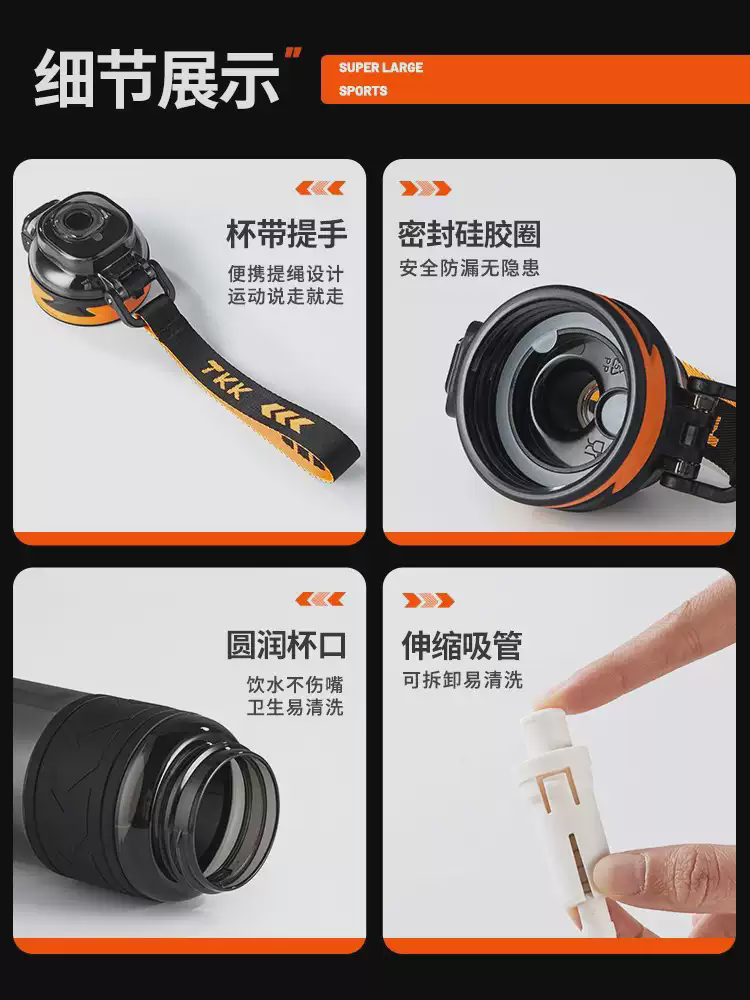 细节展示
SUPER LARGE
SPORTS
杯带提手
便携提绳设计
运动说走就走
TKK
密封硅胶圈
安全防漏无隐患
圆润杯口
饮水不伤嘴
卫生易清洗
伸缩吸管
可拆卸易清洗